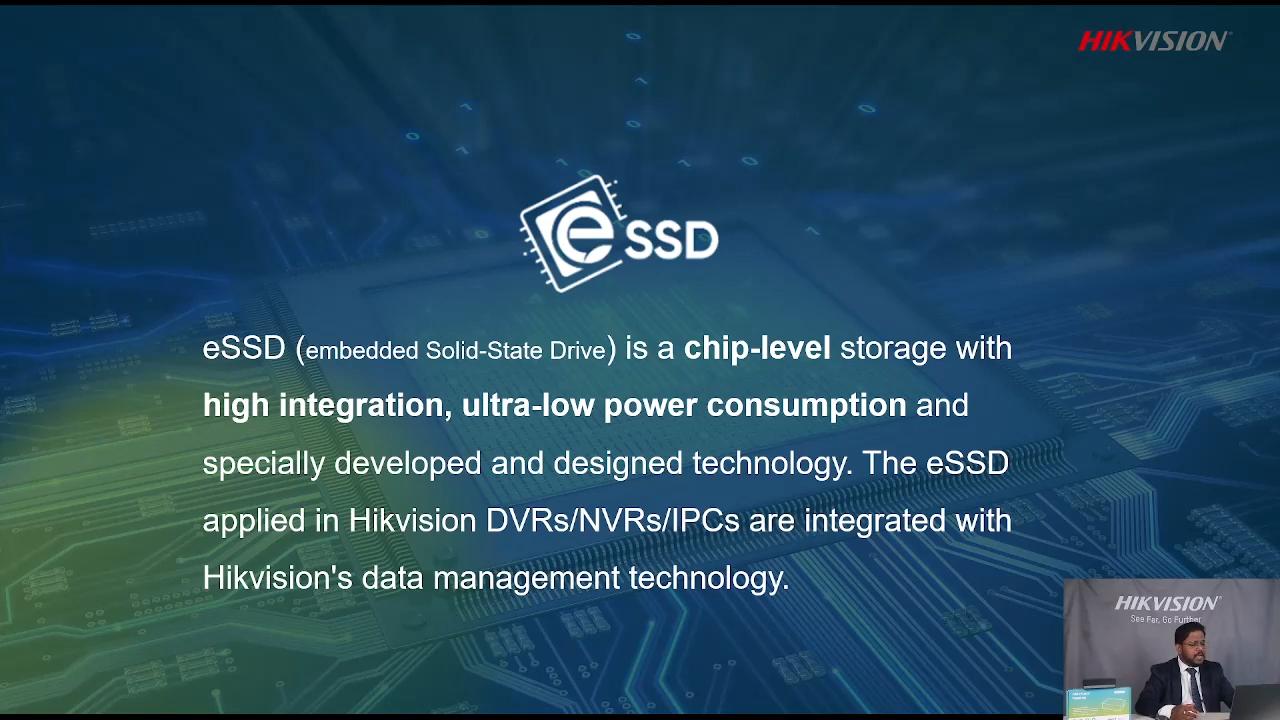 HIKVISION
eSSD
eSSD (embedded Solid-State Drive) is a chip-level storage with
high integration, ultra-low power consumption and
specially developed and designed technology. The eSSD
applied in Hikvision DVRs/NVRs/IPCs are integrated with
Hikvision's data management technology.
HIKVISION
See Far, Go Further